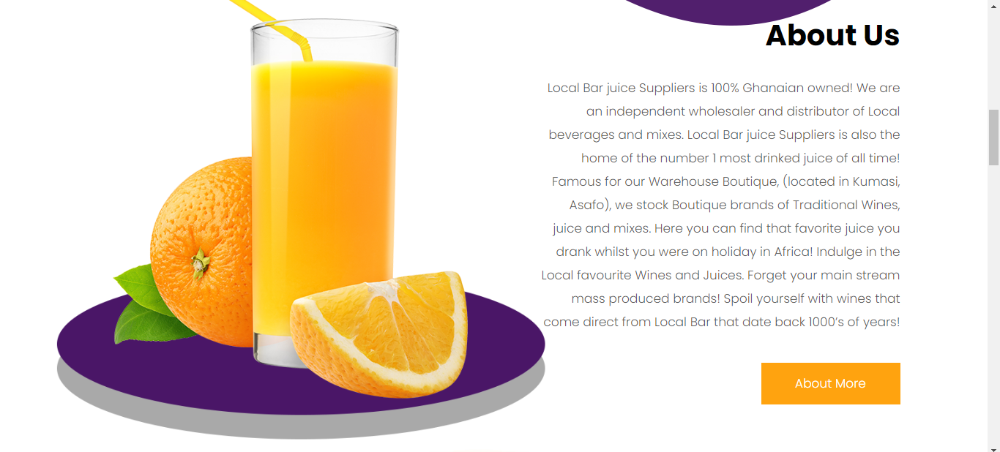 About Us
Local Bar juice Suppliers is 100% Ghanaian owned! We are
an independent wholesaler and distributor of Local
beverages and mixes. Local Bar juice Suppliers is also the
home of the number 1 most drinked juice of all time!
Famous for our Warehouse Boutique, (located in Kumasi,
Asafo), we stock Boutique brands of Traditional Wines,
juice and mixes. Here you can find that favorite juice you
drank whilst you were on holiday in Africa! Indulge in the
Local favourite Wines and Juices. Forget your main stream
mass produced brands! Spoil yourself with wines that
come direct from Local Bar that date back 1000’s of years!
About More